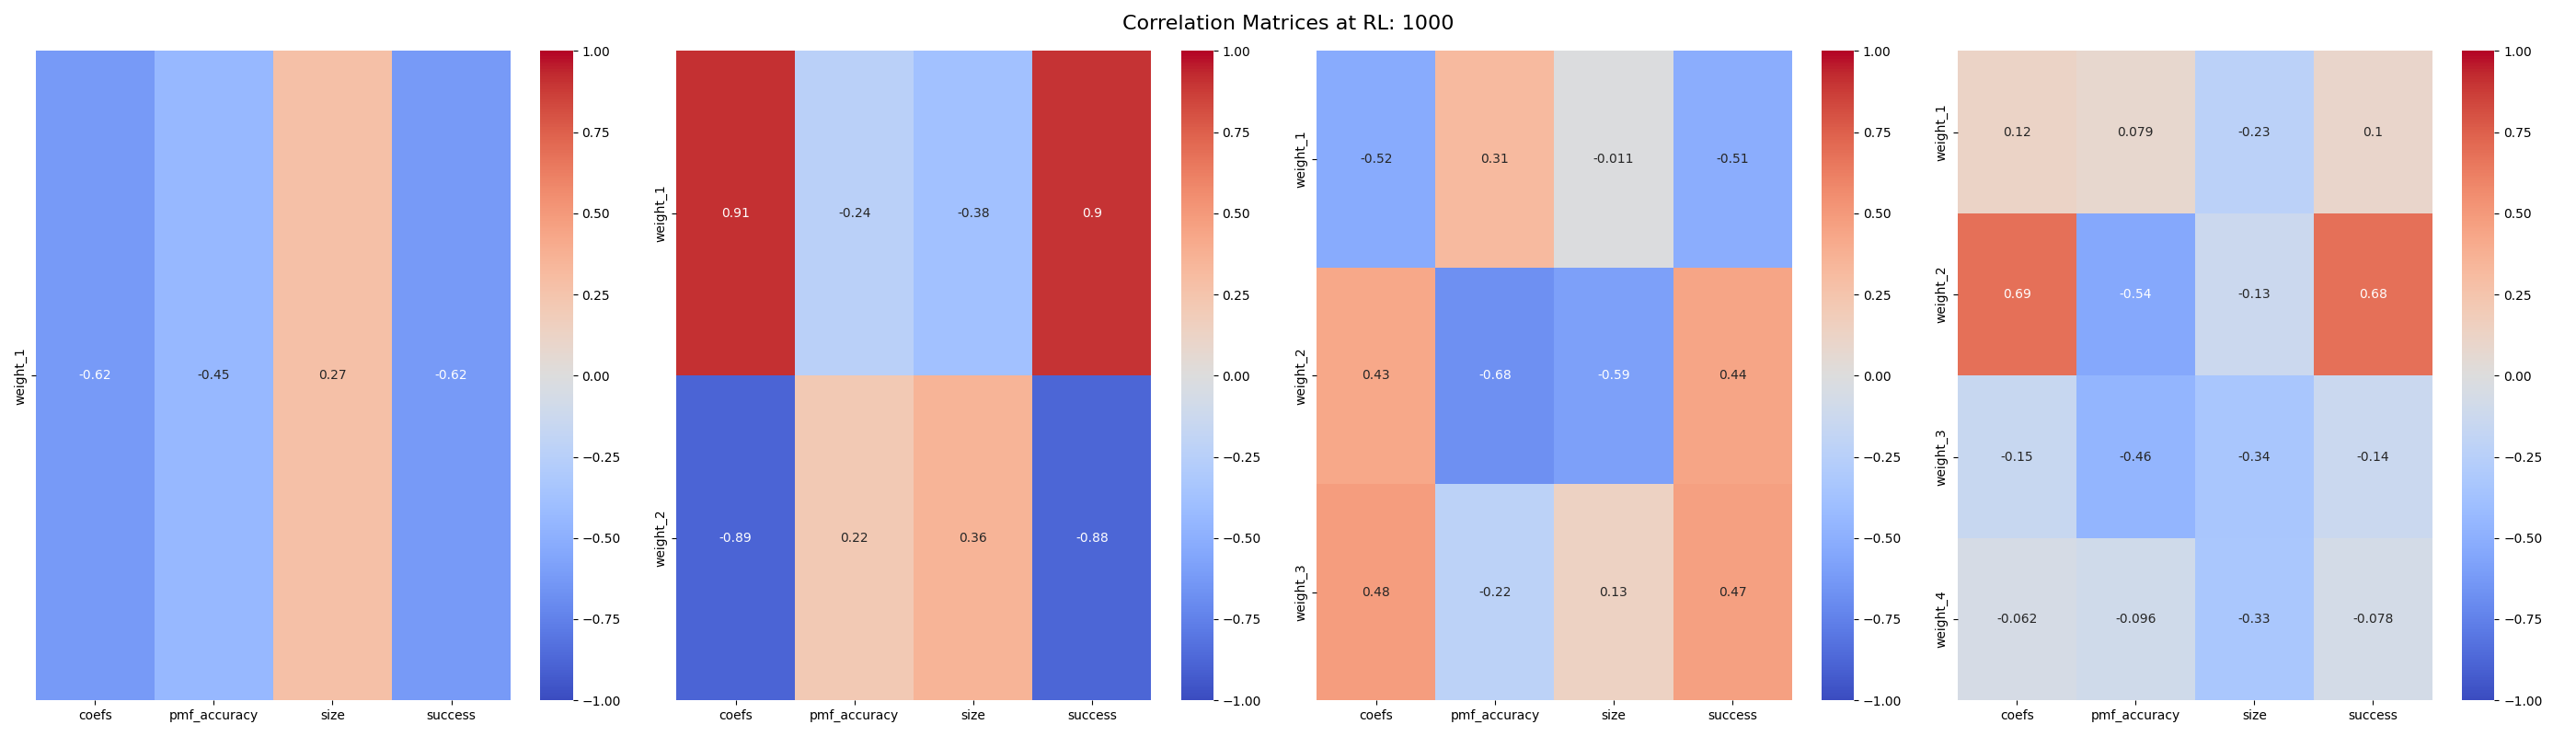 Correlation Matrices at RL: 1000
weight_1
-0.62 -0.45 0.27 -0.62
coefs pmf_accuracy size success
1.00
0.75
0.50
0.25
0.00
−0.25
−0.50
−0.75
−1.00
weight_1
0.91 -0.24 -0.38 0.9
weight_2
-0.89 0.22 0.36 -0.88
coefs pmf_accuracy size success
1.00
0.75
0.50
0.25
0.00
−0.25
−0.50
−0.75
−1.00
weight_1
-0.52 0.31 -0.011 -0.51
weight_2
0.43 -0.68 -0.59 0.44
weight_3
0.48 -0.22 0.13 0.47
coefs pmf_accuracy size success
1.00
0.75
0.50
0.25
0.00
−0.25
−0.50
−0.75
−1.00
weight_1
0.12 0.079 -0.23 0.1
weight_2
0.69 -0.54 -0.13 0.68
weight_3
-0.15 -0.46 -0.34 -0.14
weight_4
-0.062 -0.096 -0.33 -0.078
coefs pmf_accuracy size success
1.00
0.75
0.50
0.25
0.00
−0.25
−0.50
−0.75
−1.00